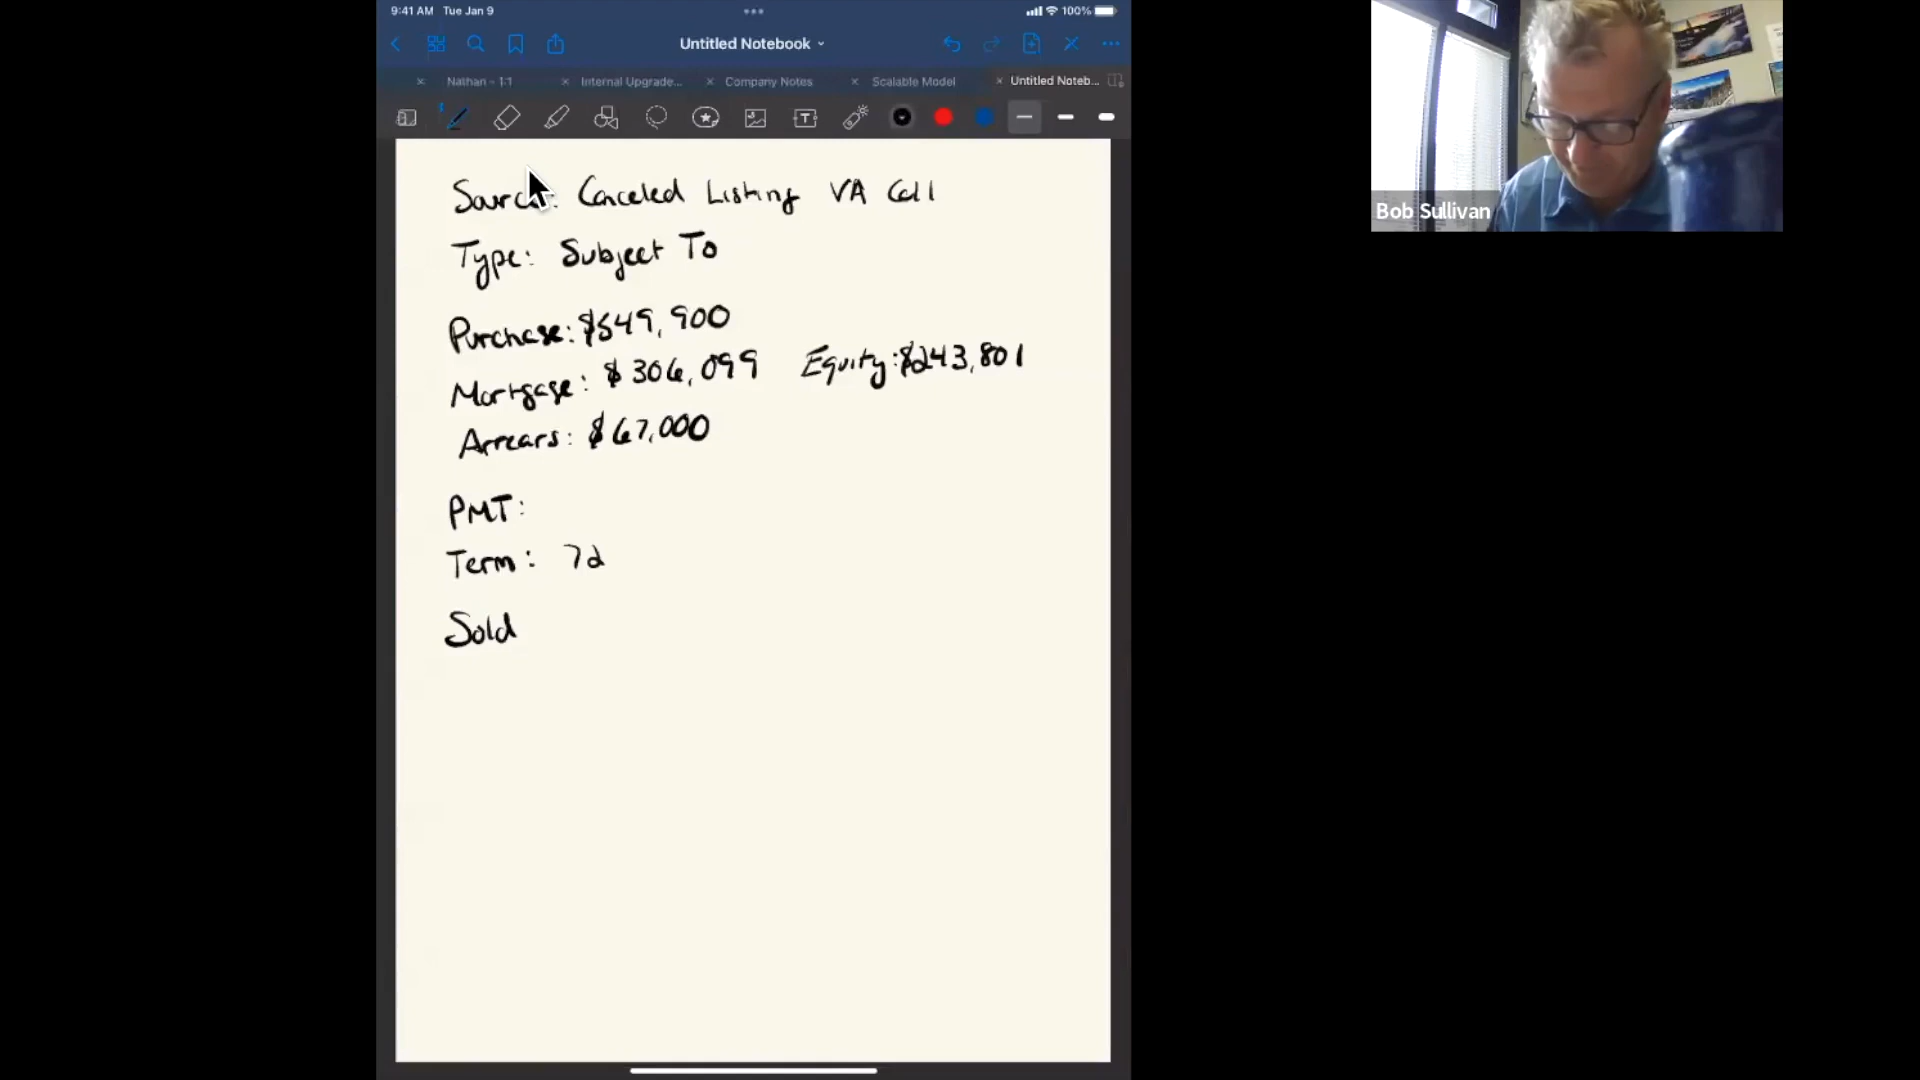 9:41 AM Tue Jan 9
100%
Untitled Notebook
Nathan - 1:1
Internal Upgrade...
Company Notes
Scalable Model
Untitled Noteb...
Source: Canceled Listing VA Call
Type: Subject To
Purchase: $549,900
Mortgage: $306,099 Equity: $243,801
Arrears: $67,000
PMT:
Term: 72
Sold
Bob Sullivan